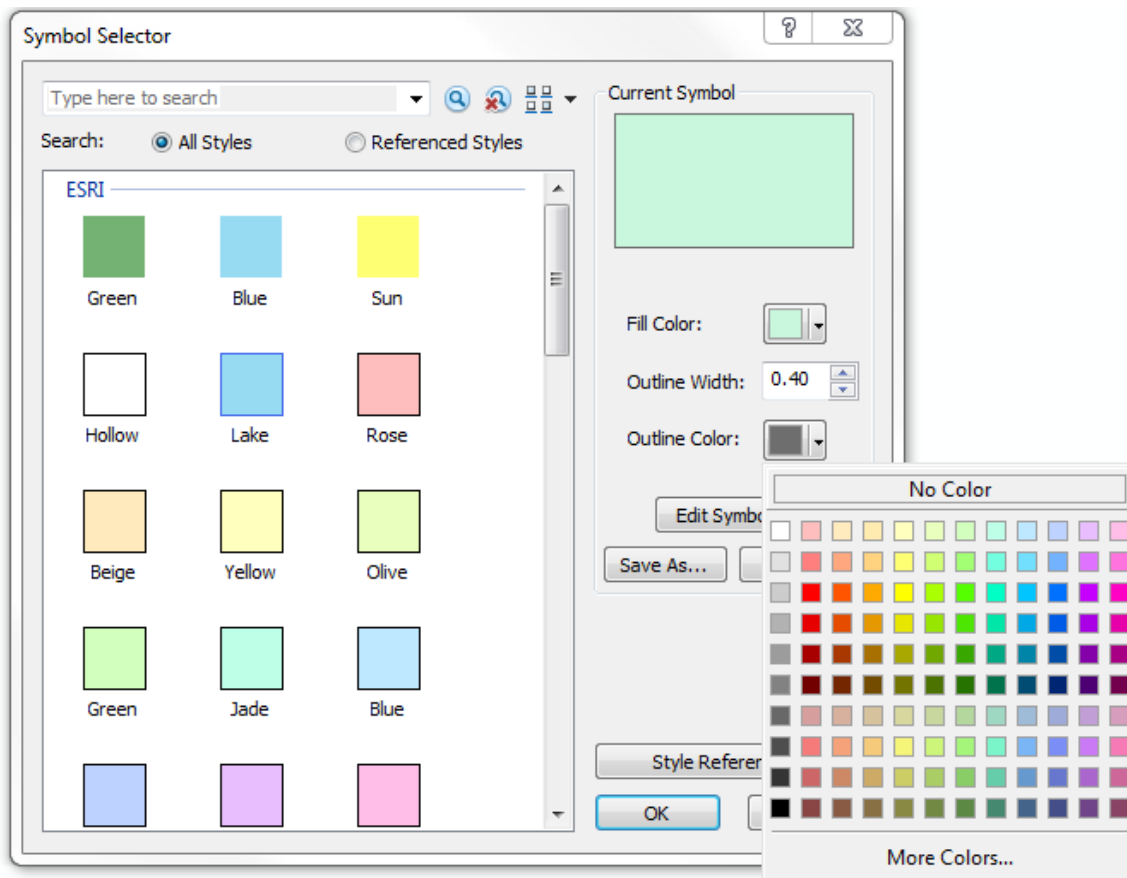 Symbol Selector
Type here to search
Search: All Styles Referenced Styles
ESRI
Green Blue Sun
Hollow Lake Rose
Beige Yellow Olive
Green Jade Blue
Current Symbol
Fill Color:
Outline Width: 0.40
Outline Color:
No Color
Edit Symbo
Save As...
Style Referen
OK
More Colors...